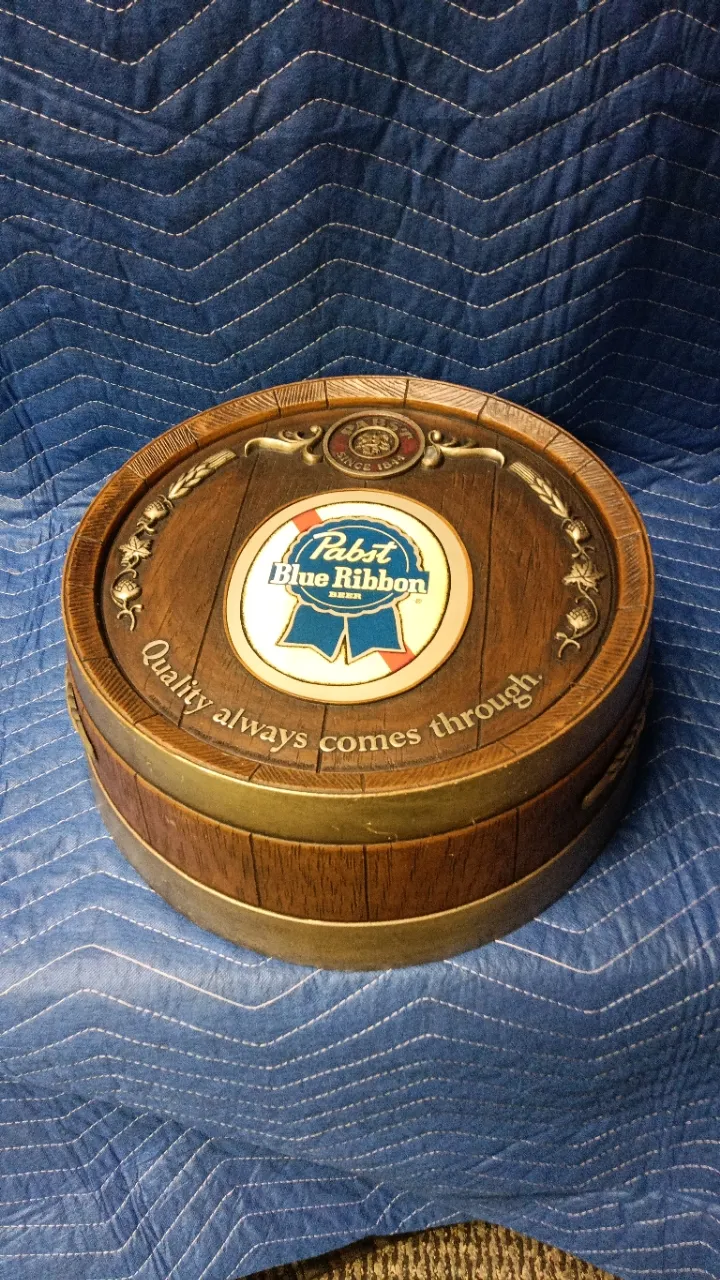 PABST
SINCE 1844
Pabst
Blue Ribbon
BEER
®
Quality always comes through.